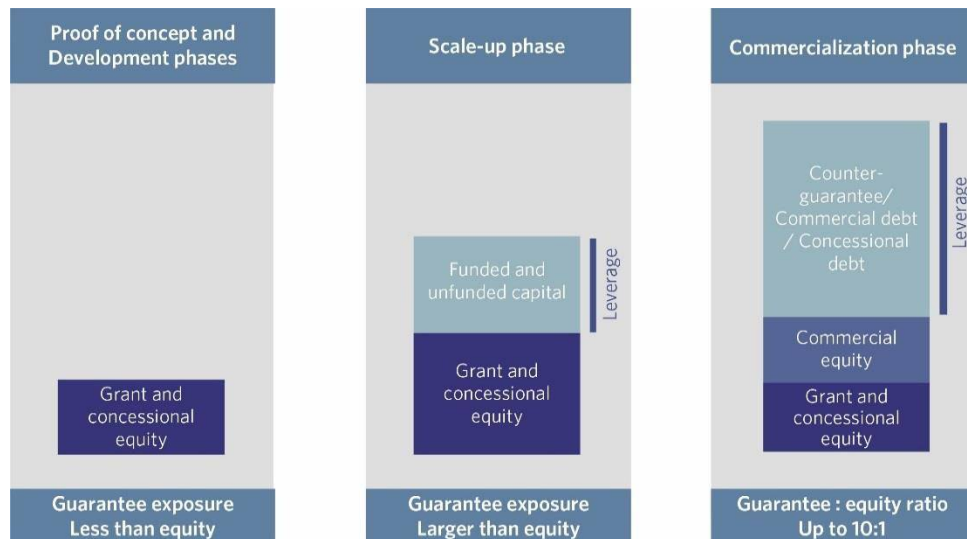 Proof of concept and
Development phases
Grant and
concessional
equity
Guarantee exposure
Less than equity
Scale-up phase
Funded and
unfunded capital
Leverage
Grant and
concessional
equity
Guarantee exposure
Larger than equity
Commercialization phase
Counter-
guarantee/
Commercial debt
/ Concessional
debt
Leverage
Commercial
equity
Grant and
concessional
equity
Guarantee : equity ratio
Up to 10:1